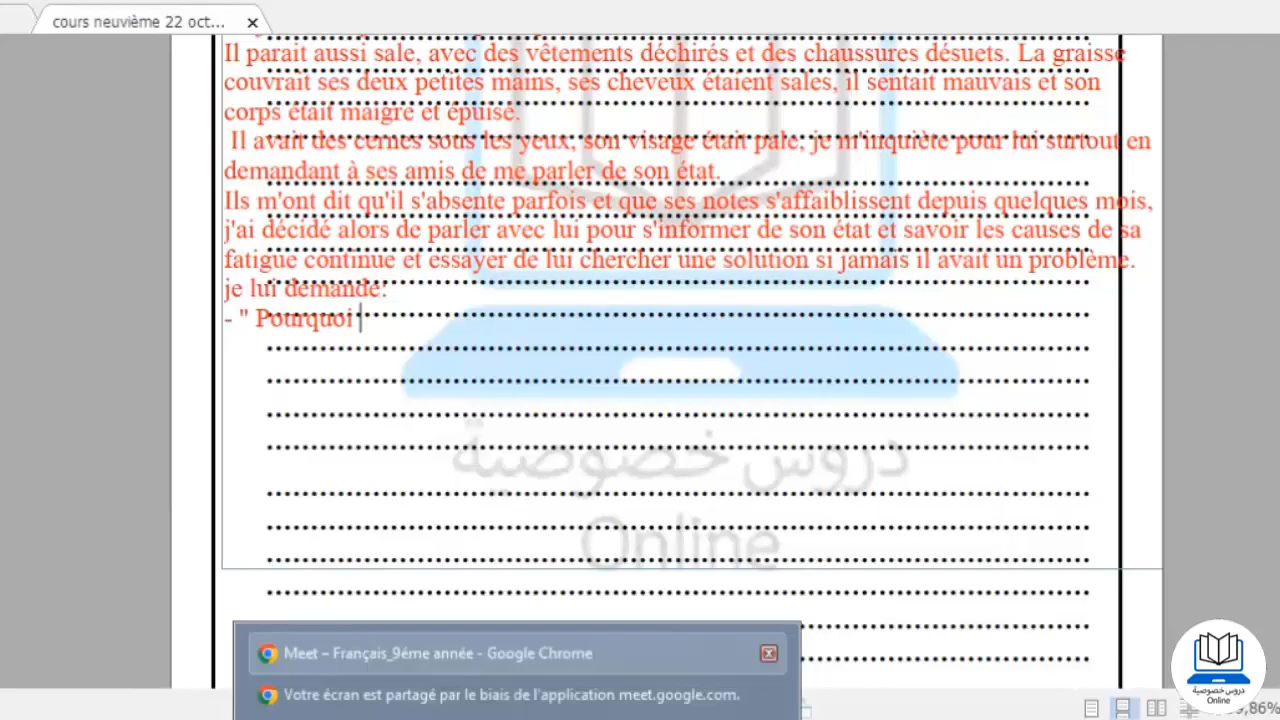 cours neuvième 22 oct...
Il parait aussi sale, avec des vêtements déchirés et des chaussures désuets. La graisse
couvrait ses deux petites mains, ses cheveux étaient sales, il sentait mauvais et son
corps était maigre et épuisé.
Il avait des cernes sous les yeux, son visage était pale, je m'inquiète pour lui surtout en
demandant à ses amis de me parler de son état.
Ils m'ont dit qu'il s'absente parfois et que ses notes s'affaiblissent depuis quelques mois,
j'ai décidé alors de parler avec lui pour s'informer de son état et savoir les causes de sa
fatigue continue et essayer de lui chercher une solution si jamais il avait un problème.
je lui demande:
- " Pourquoi
دروس خصوصية
Online
Meet – Français_9éme année - Google Chrome
Votre écran est partagé par le biais de l'application meet.google.com.
دروس خصوصية
Online
9,86%